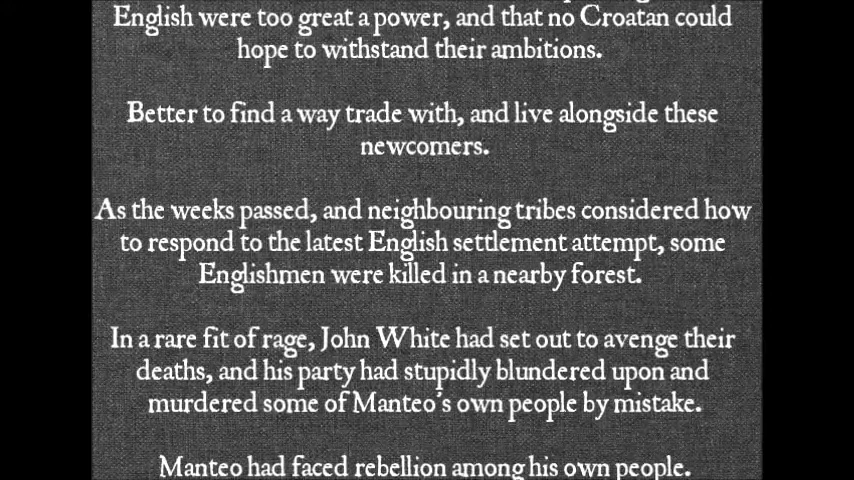 English were too great a power, and that no Croatan could
hope to withstand their ambitions.
Better to find a way trade with, and live alongside these
newcomers.
As the weeks passed, and neighbouring tribes considered how
to respond to the latest English settlement attempt, some
Englishmen were killed in a nearby forest.
In a rare fit of rage, John White had set out to avenge their
deaths, and his party had stupidly blundered upon and
murdered some of Manteo's own people by mistake.
Manteo had faced rebellion among his own people.